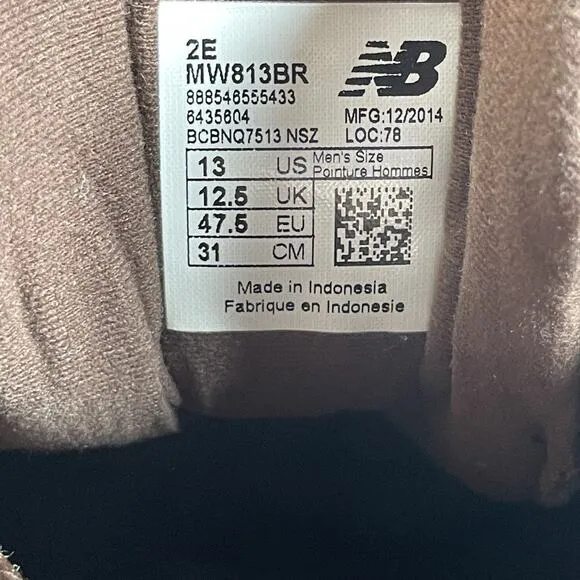 2E
MW813BR
NB
888546555433
6435604 MFG:12/2014
BCBNQ7513 NSZ LOC:78
13 US Men's Size
Pointure Hommes
12.5 UK
47.5 EU
31 CM
Made in Indonesia
Fabrique en Indonesie